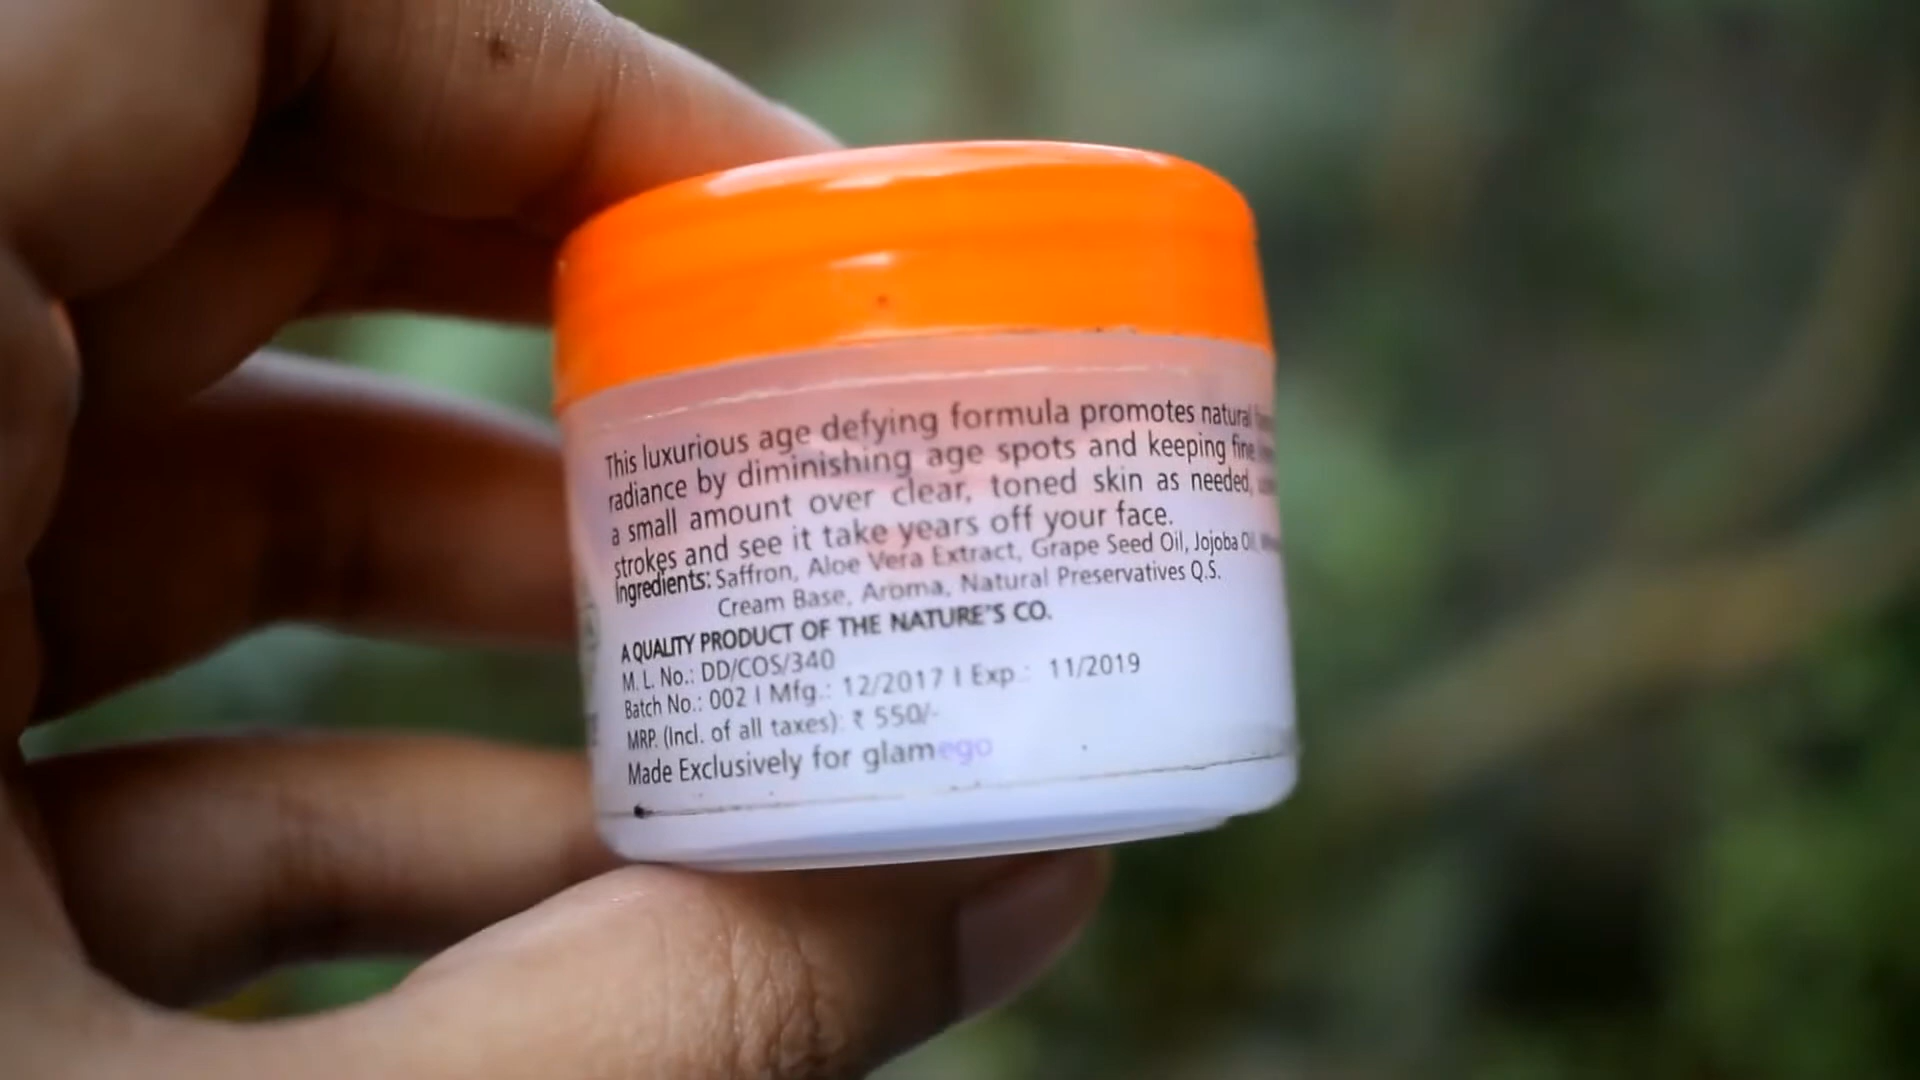 This luxurious age defying formula promotes natural
radiance by diminishing age spots and keeping fine
a small amount over clear, toned skin as needed,
strokes and see it take years off your face.
Ingredients: Saffron, Aloe Vera Extract, Grape Seed Oil, Jojoba Oil,
Cream Base, Aroma, Natural Preservatives Q.S.
A QUALITY PRODUCT OF THE NATURE'S CO.
M. L. No.: DD/COS/340
Batch No.: 002 I Mfg.: 12/2017 I Exp.: 11/2019
MRP. (Incl. of all taxes): ₹ 550/-
Made Exclusively for glamego